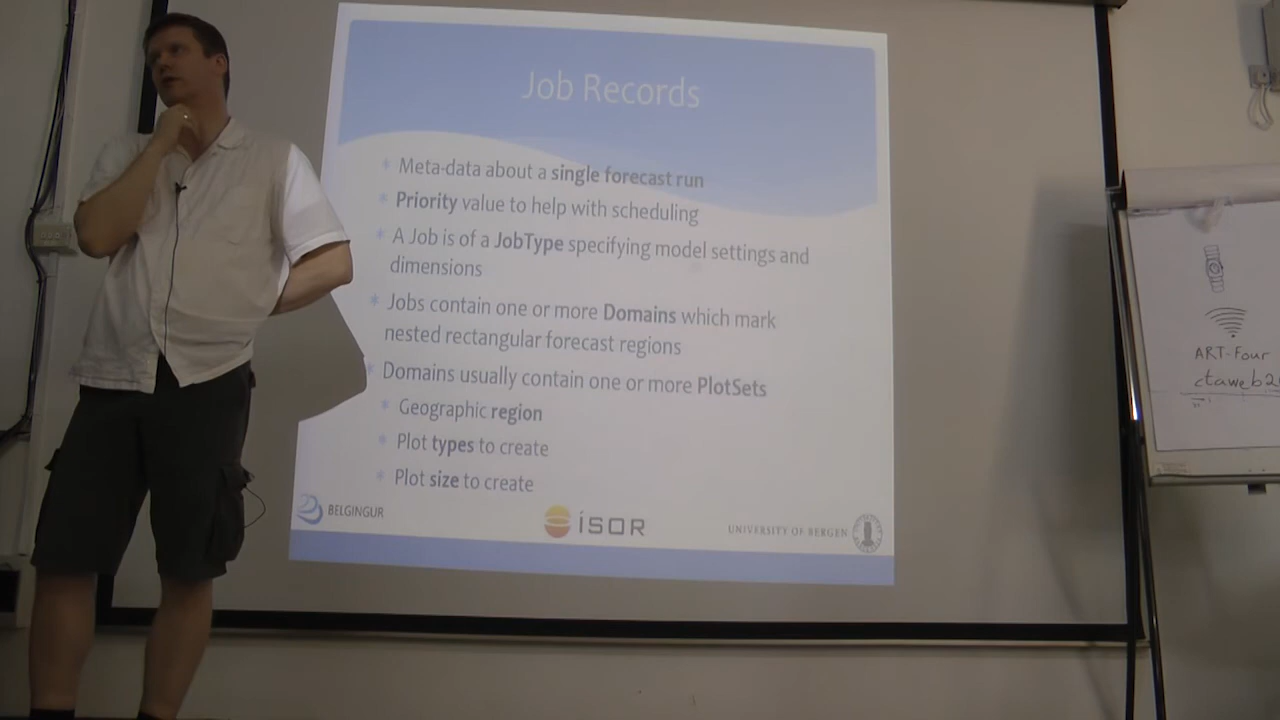 Job Records
Meta-data about a single forecast run
Priority value to help with scheduling
A Job is of a JobType specifying model settings and
dimensions
Jobs contain one or more Domains which mark
nested rectangular forecast regions
Domains usually contain one or more PlotSets
Geographic region
Plot types to create
Plot size to create
BELGINGUR
ÍSOR
UNIVERSITY OF BERGEN
ART-Four